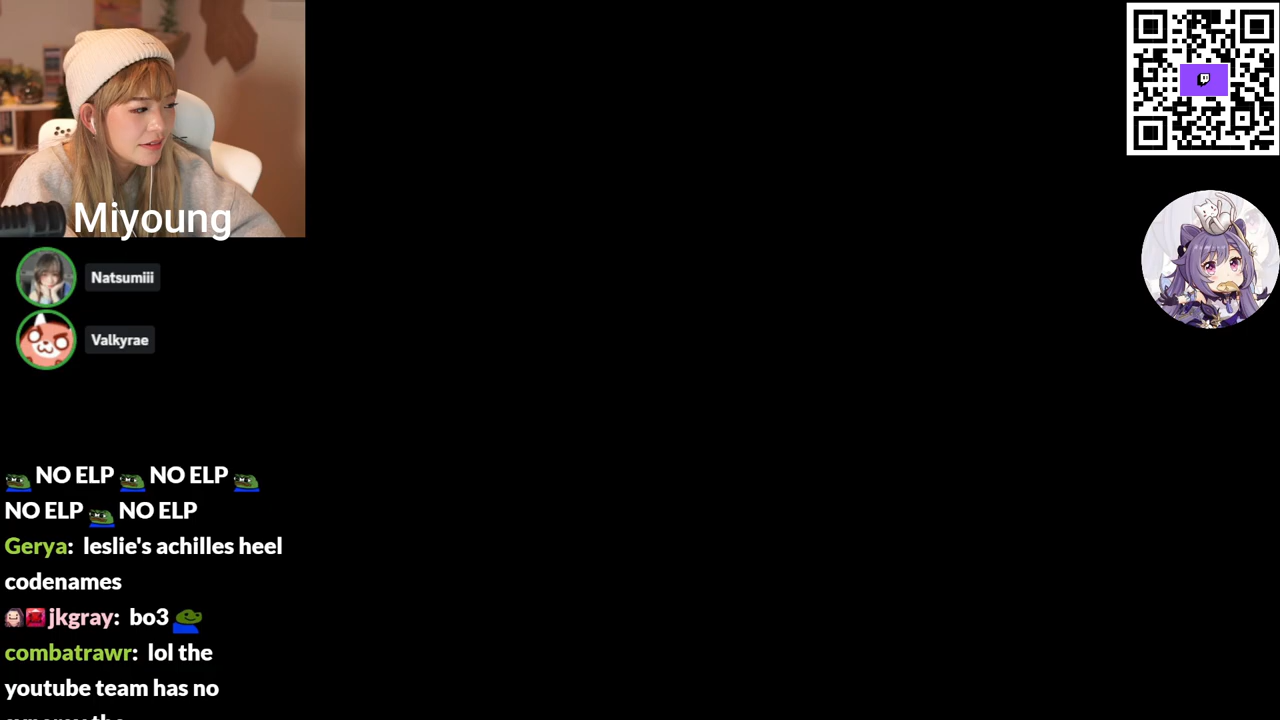 Miyoung
Natsumiii
Valkyrae
NO ELP NO ELP
NO ELP NO ELP
Gerya: leslie's achilles heel
codenames
jkgray: bo3
combatrawr: lol the
youtube team has no